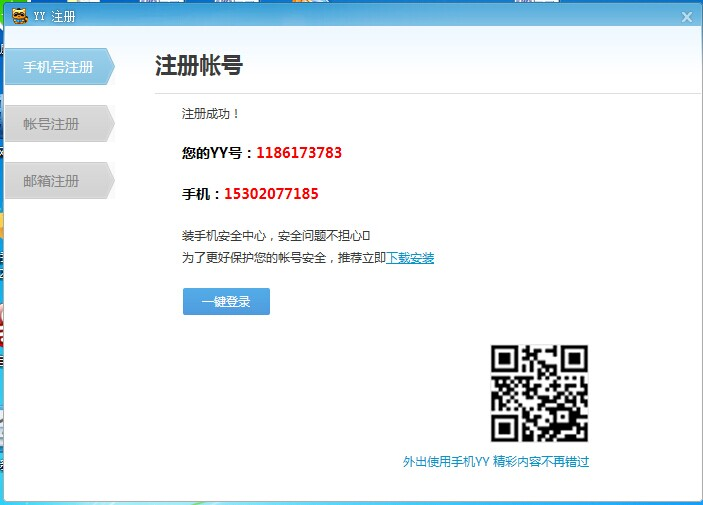 YY 注册
手机号注册
帐号注册
邮箱注册
注册帐号
注册成功！
您的YY号：1186173783
手机：15302077185
装手机安全中心，安全问题不担心
为了更好保护您的帐号安全，推荐立即下载安装
一键登录
外出使用手机YY 精彩内容不再错过